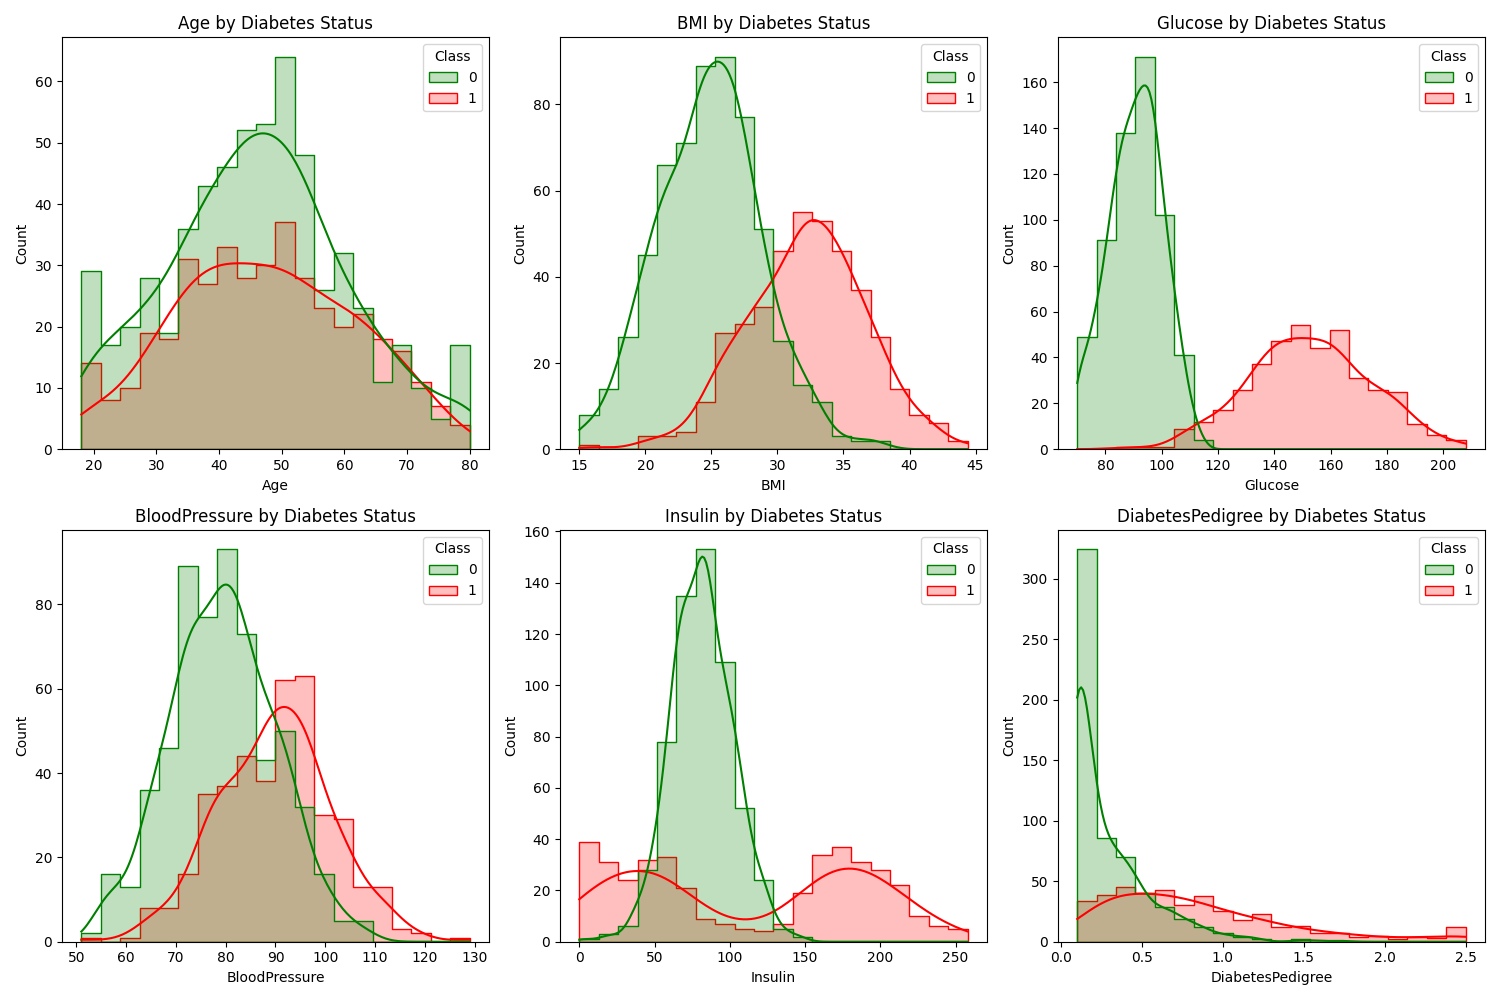 Age by Diabetes Status
Class
0
1
60
50
40
30
20
10
0
Count
20 30 40 50 60 70 80
Age
BMI by Diabetes Status
Class
0
1
80
60
40
20
0
Count
15 20 25 30 35 40 45
BMI
Glucose by Diabetes Status
Class
0
1
160
140
120
100
80
60
40
20
0
Count
80 100 120 140 160 180 200
Glucose
BloodPressure by Diabetes Status
Class
0
1
80
60
40
20
0
Count
50 60 70 80 90 100 110 120 130
BloodPressure
Insulin by Diabetes Status
Class
0
1
160
140
120
100
80
60
40
20
0
Count
0 50 100 150 200 250
Insulin
DiabetesPedigree by Diabetes Status
Class
0
1
300
250
200
150
100
50
0
Count
0.0 0.5 1.0 1.5 2.0 2.5
DiabetesPedigree